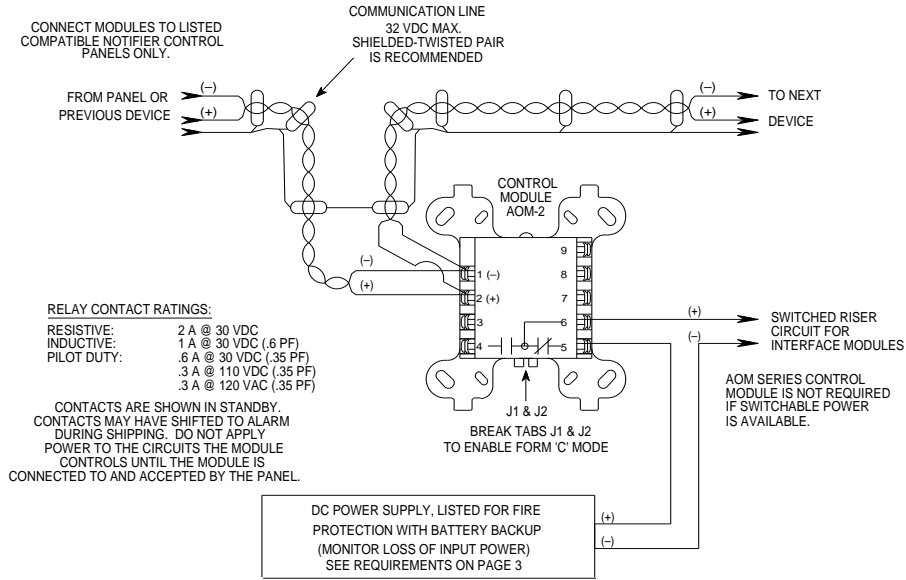 COMMUNICATION LINE
32 VDC MAX.
SHIELDED-TWISTED PAIR
IS RECOMMENDED
CONNECT MODULES TO LISTED
COMPATIBLE NOTIFIER CONTROL
PANELS ONLY.
FROM PANEL OR
PREVIOUS DEVICE
(–)
(+)
(–)
(+)
TO NEXT
DEVICE
CONTROL
MODULE
AOM-2
(–)
(+)
1 (–)
2 (+)
3
4
9
8
7
6
5
(+)
(–)
SWITCHED RISER
CIRCUIT FOR
INTERFACE MODULES
AOM SERIES CONTROL
MODULE IS NOT REQUIRED
IF SWITCHABLE POWER
IS AVAILABLE.
RELAY CONTACT RATINGS:
RESISTIVE: 2 A @ 30 VDC
INDUCTIVE: 1 A @ 30 VDC (.6 PF)
PILOT DUTY: .6 A @ 30 VDC (.35 PF)
.3 A @ 110 VDC (.35 PF)
.3 A @ 120 VAC (.35 PF)
CONTACTS ARE SHOWN IN STANDBY.
CONTACTS MAY HAVE SHIFTED TO ALARM
DURING SHIPPING. DO NOT APPLY
POWER TO THE CIRCUITS THE MODULE
CONTROLS UNTIL THE MODULE IS
CONNECTED TO AND ACCEPTED BY THE PANEL.
J1 & J2
BREAK TABS J1 & J2
TO ENABLE FORM 'C' MODE
DC POWER SUPPLY, LISTED FOR FIRE
PROTECTION WITH BATTERY BACKUP
(MONITOR LOSS OF INPUT POWER)
SEE REQUIREMENTS ON PAGE 3
(+)
(–)